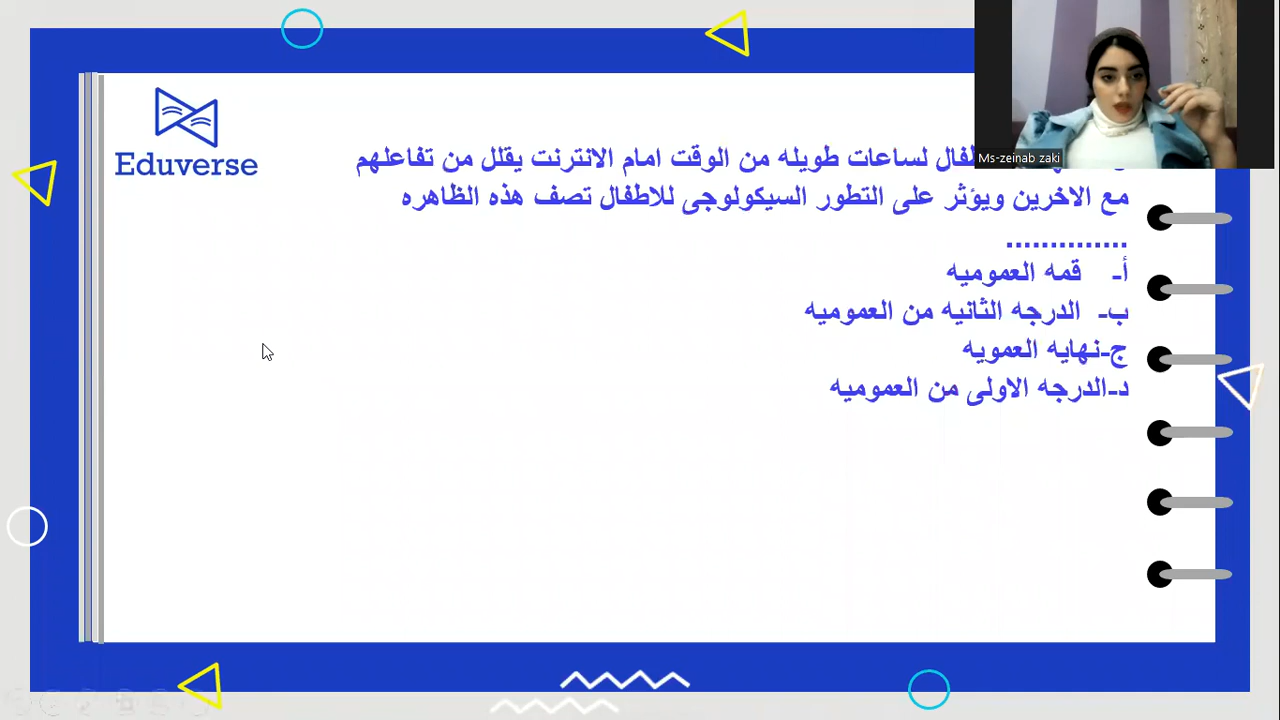 Eduverse
Ms-zeinab zaki
لساعات طويله من الوقت امام الانترنت يقلل من تفاعلهم
مع الاخرين ويؤثر على التطور السيكولوجى للاطفال تصف هذه الظاهره
..............
أ- قمه العموميه
ب- الدرجه الثانيه من العموميه
ج-نهايه العمويه
د-الدرجه الاولى من العموميه